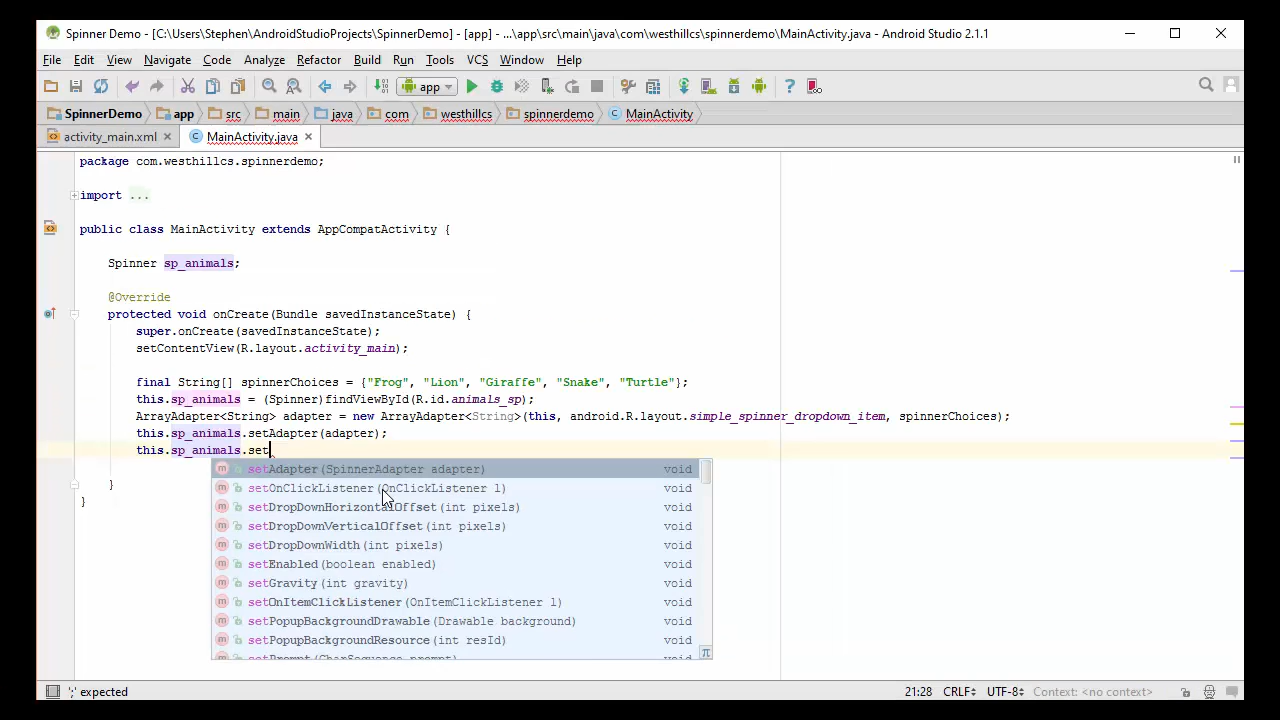 Spinner Demo - [C:\Users\Stephen\AndroidStudioProjects\SpinnerDemo] - [app] - ...\app\src\main\java\com\westhillcs\spinnerdemo\MainActivity.java - Android Studio 2.1.1
File Edit View Navigate Code Analyze Refactor Build Run Tools VCS Window Help
app
SpinnerDemo app src main java com westhillcs spinnerdemo MainActivity
activity_main.xml MainActivity.java
package com.westhillcs.spinnerdemo;
import ...
public class MainActivity extends AppCompatActivity {
Spinner sp_animals;
@Override
protected void onCreate(Bundle savedInstanceState) {
super.onCreate(savedInstanceState);
setContentView(R.layout.activity_main);
final String[] spinnerChoices = {"Frog", "Lion", "Giraffe", "Snake", "Turtle"};
this.sp_animals = (Spinner)findViewById(R.id.animals_sp);
ArrayAdapter<String> adapter = new ArrayAdapter<String>(this, android.R.layout.simple_spinner_dropdown_item, spinnerChoices);
this.sp_animals.setAdapter(adapter);
this.sp_animals.set
setAdapter(SpinnerAdapter adapter) void
setOnClickListener(OnClickListener l) void
setDropDownHorizontalOffset(int pixels) void
setDropDownVerticalOffset(int pixels) void
setDropDownWidth(int pixels) void
setEnabled(boolean enabled) void
setGravity(int gravity) void
setOnItemClickListener(OnItemClickListener l) void
setPopupBackgroundDrawable(Drawable background) void
setPopupBackgroundResource(int resId) void
setPrompt(CharSequence prompt) void
}
}
';' expected 21:28 CRLF UTF-8 Context: <no context>